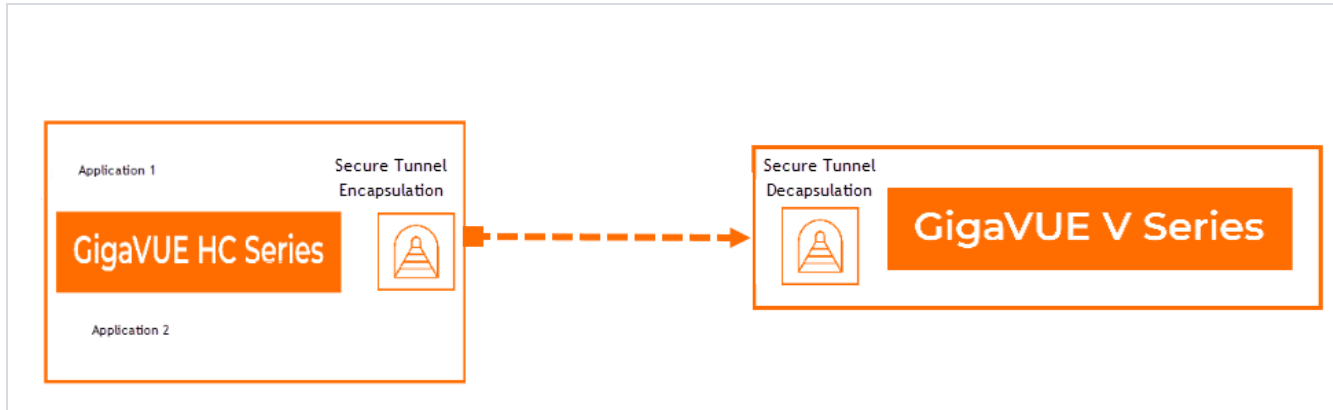 Application 1
Secure Tunnel
Encapsulation
GigaVUE HC Series
Application 2
Secure Tunnel
Decapsulation
GigaVUE V Series